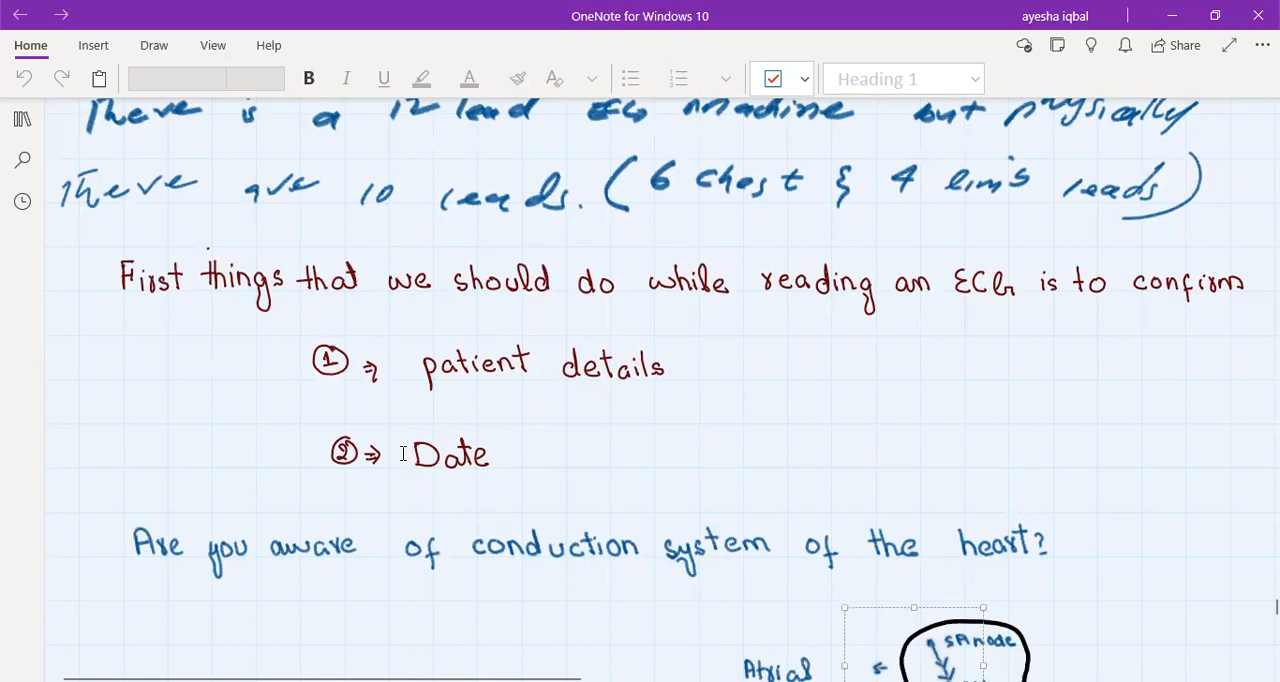 OneNote for Windows 10
ayesha iqbal
Home Insert Draw View Help
Share
B I U A
Heading 1
There is a 12 lead ECG machine but physically
There are 10 leads. (6 chest & 4 lims leads)
First things that we should do while reading an ECG is to confirm
① ⇒ patient details
② ⇒ Date
Are you aware of conduction system of the heart?
SA node
Atrial ←